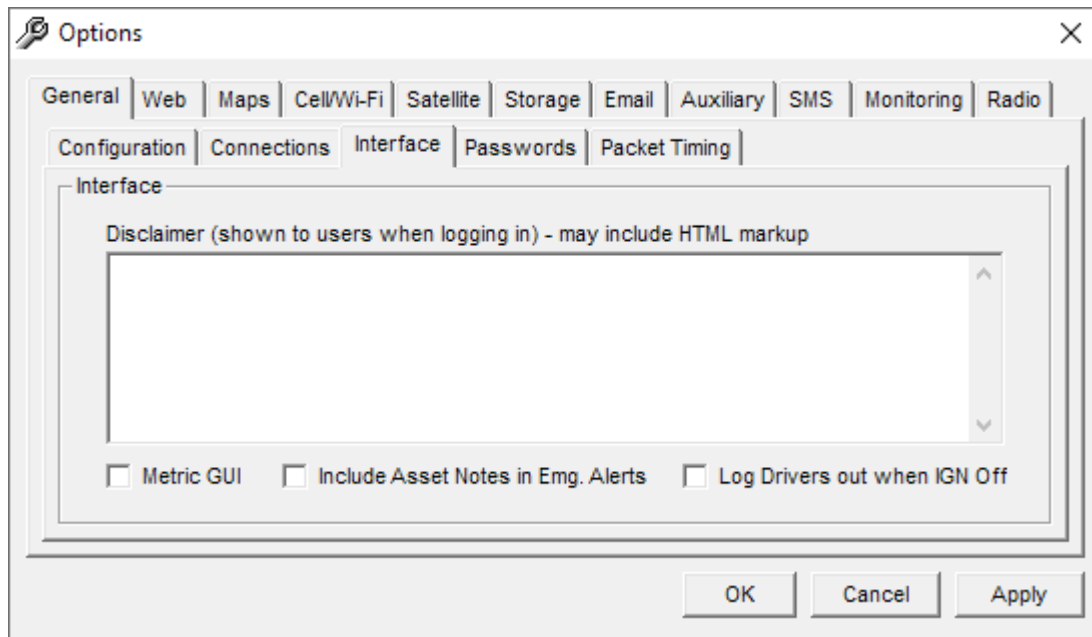 Options
General Web Maps Cell/Wi-Fi Satellite Storage Email Auxiliary SMS Monitoring Radio
Configuration Connections Interface Passwords Packet Timing
Interface
Disclaimer (shown to users when logging in) - may include HTML markup
Metric GUI Include Asset Notes in Emg. Alerts Log Drivers out when IGN Off
OK Cancel Apply